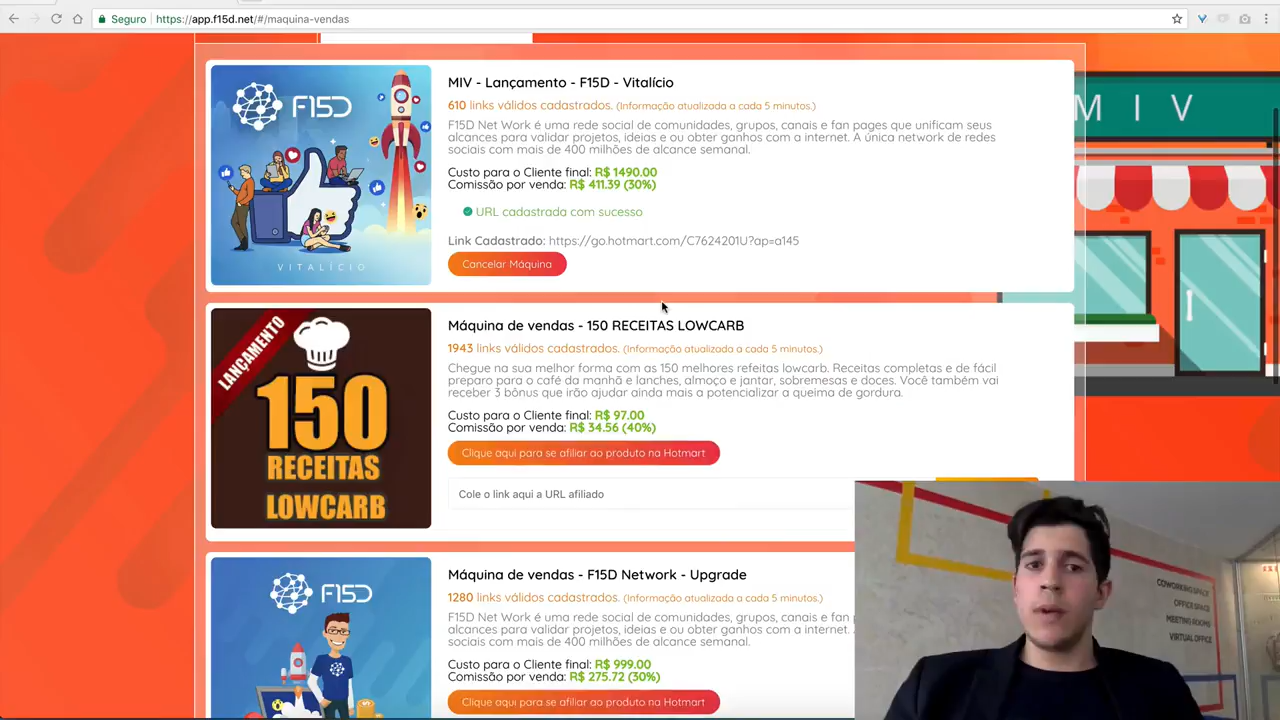 Seguro
https://app.f15d.net/#/maquina-vendas
MIV
F15D
VITALÍCIO
MIV - Lançamento - F15D - Vitalício
610 links válidos cadastrados. (Informação atualizada a cada 5 minutos.)
F15D Net Work é uma rede social de comunidades, grupos, canais e fan pages que unificam seus
alcances para validar projetos, ideias e ou obter ganhos com a internet. A única network de redes
sociais com mais de 400 milhões de alcance semanal.
Custo para o Cliente final: R$ 1490.00
Comissão por venda: R$ 411.39 (30%)
URL cadastrada com sucesso
Link Cadastrado: https://go.hotmart.com/C7624201U?ap=a145
Cancelar Máquina
LANÇAMENTO
150
RECEITAS
LOWCARB
Máquina de vendas - 150 RECEITAS LOWCARB
1943 links válidos cadastrados. (Informação atualizada a cada 5 minutos.)
Chegue na sua melhor forma com as 150 melhores refeitas lowcarb. Receitas completas e de fácil
preparo para o café da manhã e lanches, almoço e jantar, sobremesas e doces. Você também vai
receber 3 bônus que irão ajudar ainda mais a potencializar a queima de gordura.
Custo para o Cliente final: R$ 97.00
Comissão por venda: R$ 34.56 (40%)
Clique aqui para se afiliar ao produto na Hotmart
Cole o link aqui a URL afiliado
F15D
Máquina de vendas - F15D Network - Upgrade
1280 links válidos cadastrados. (Informação atualizada a cada 5 minutos.)
F15D Net Work é uma rede social de comunidades, grupos, canais e fan p
alcances para validar projetos, ideias e ou obter ganhos com a internet.
sociais com mais de 400 milhões de alcance semanal.
Custo para o Cliente final: R$ 999.00
Comissão por venda: R$ 275.72 (30%)
Clique aqui para se afiliar ao produto na Hotmart
COWORKING SPACE
OFFICE SPACE
MEETING ROOMS
VIRTUAL OFFICE